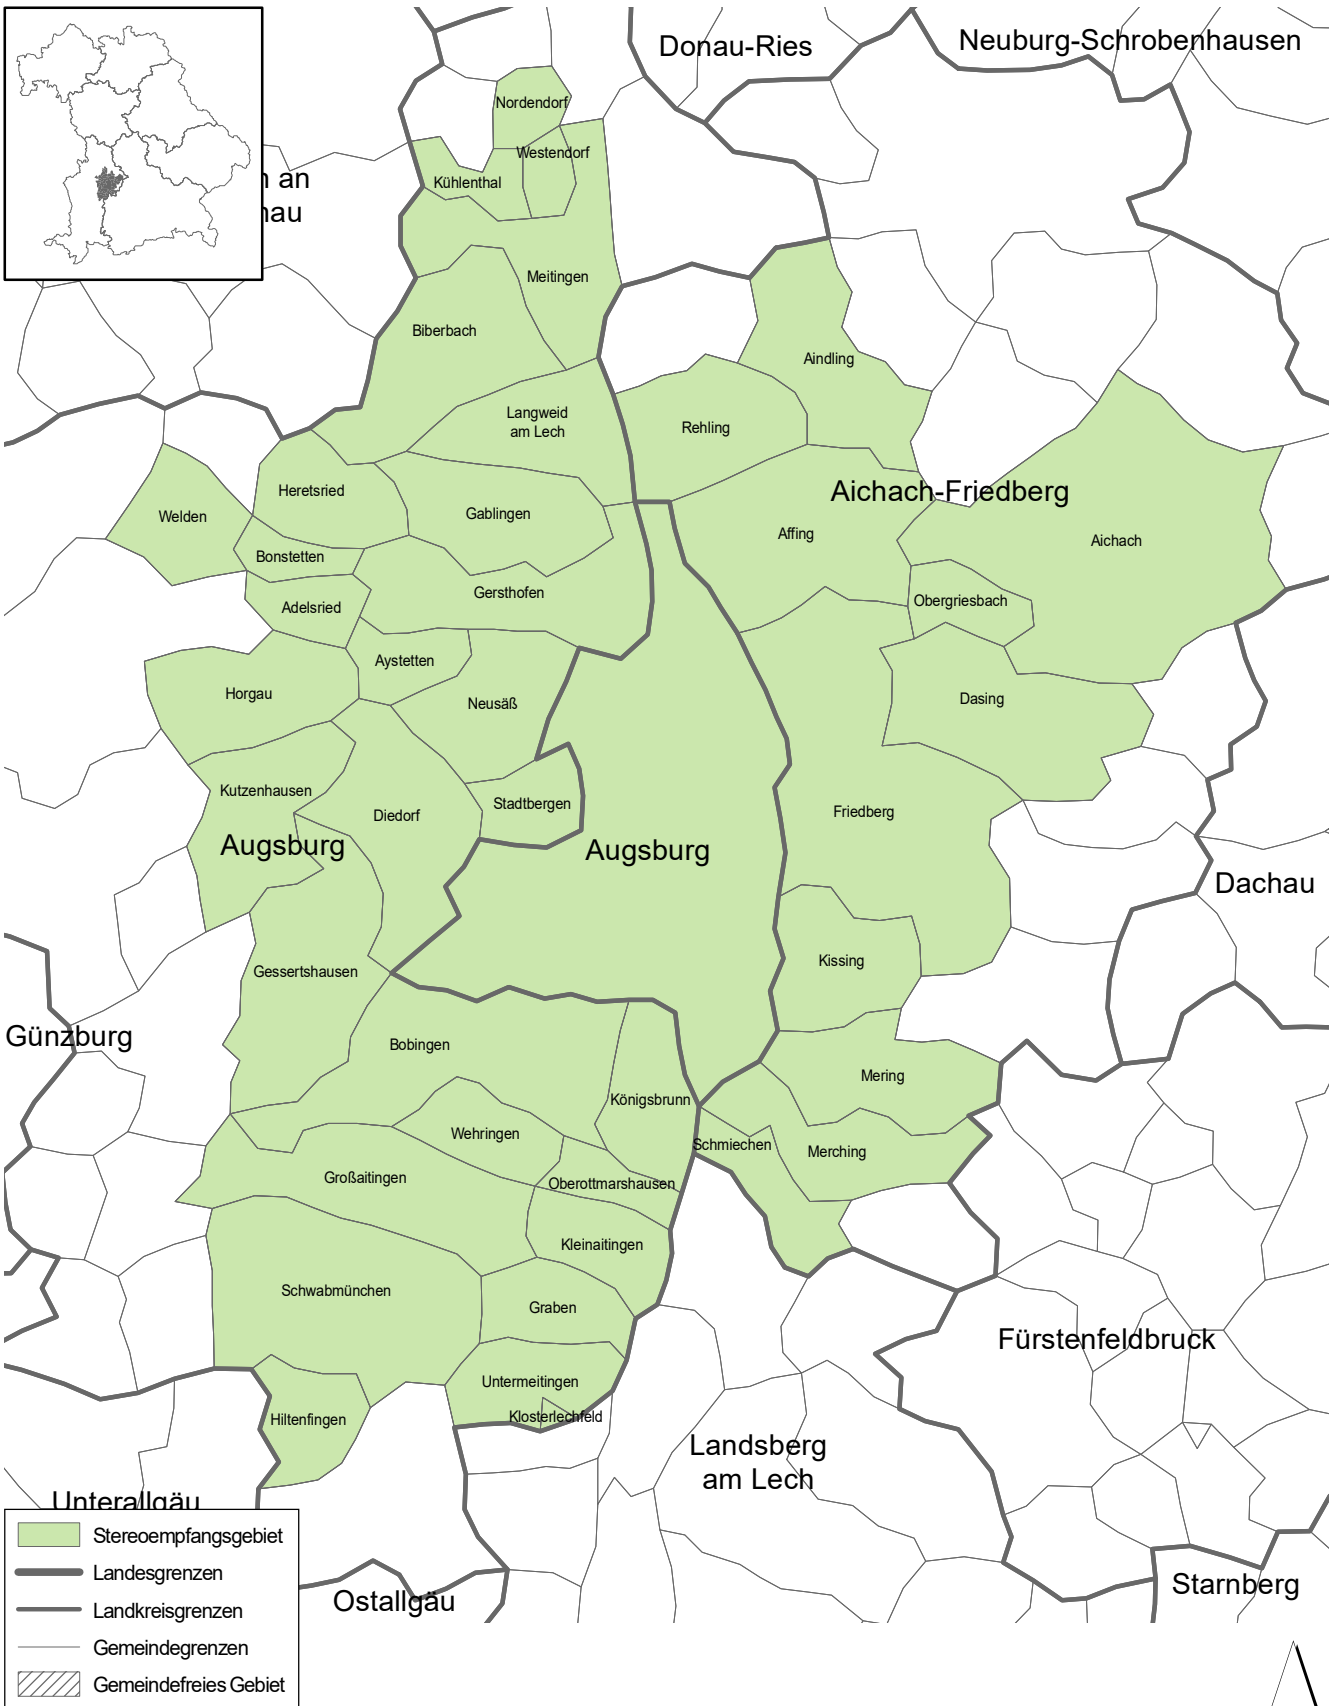 Donau-Ries
Neuburg-Schrobenhausen
Nordendorf
Westendorf
Kühlenthal
n an
nau
Meitingen
Biberbach
Aindling
Langweid
am Lech
Rehling
Heretsried
Aichach-Friedberg
Welden
Gablingen
Affing
Aichach
Bonstetten
Gersthofen
Obergriesbach
Adelsried
Aystetten
Horgau
Neusäß
Dasing
Kutzenhausen
Stadtbergen
Diedorf
Friedberg
Augsburg
Augsburg
Dachau
Gessertshausen
Kissing
Günzburg
Bobingen
Mering
Königsbrunn
Wehringen
Schmiechen
Merching
Großaitingen
Oberottmarshausen
Kleinaitingen
Schwabmünchen
Graben
Fürstenfeldbruck
Untermeitingen
Hiltenfingen
Klosterlechfeld
Landsberg
am Lech
Unterallgäu
Starnberg
Ostallgäu
Stereoempfangsgebiet
Landesgrenzen
Landkreisgrenzen
Gemeindegrenzen
Gemeindefreies Gebiet